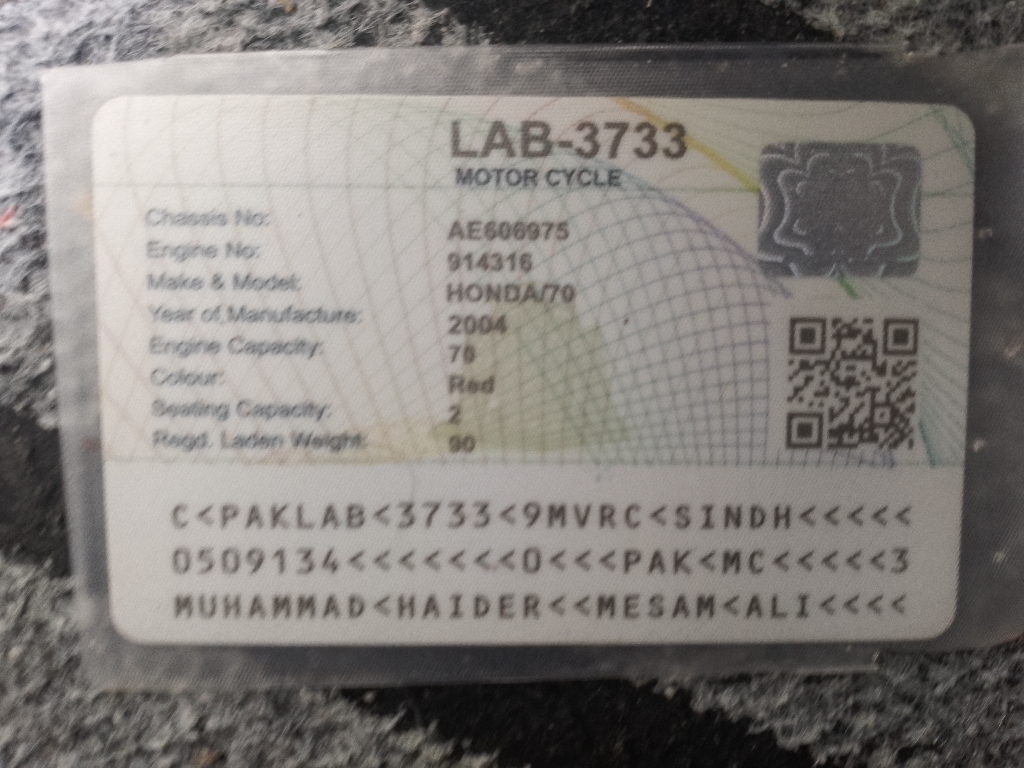 LAB-3733
MOTOR CYCLE
Chassis No: AE606975
Engine No: 914316
Make & Model: HONDA/70
Year of Manufacture: 2004
Engine Capacity: 70
Colour: Red
Seating Capacity: 2
Regd. Laden Weight: 90
C<PAKLAB<3733<9MVRC<SINDH<<<<<
0509134<<<<<<<O<<<PAK<MC<<<<<3
MUHAMMAD<HAIDER<<MESAM<ALI<<<<